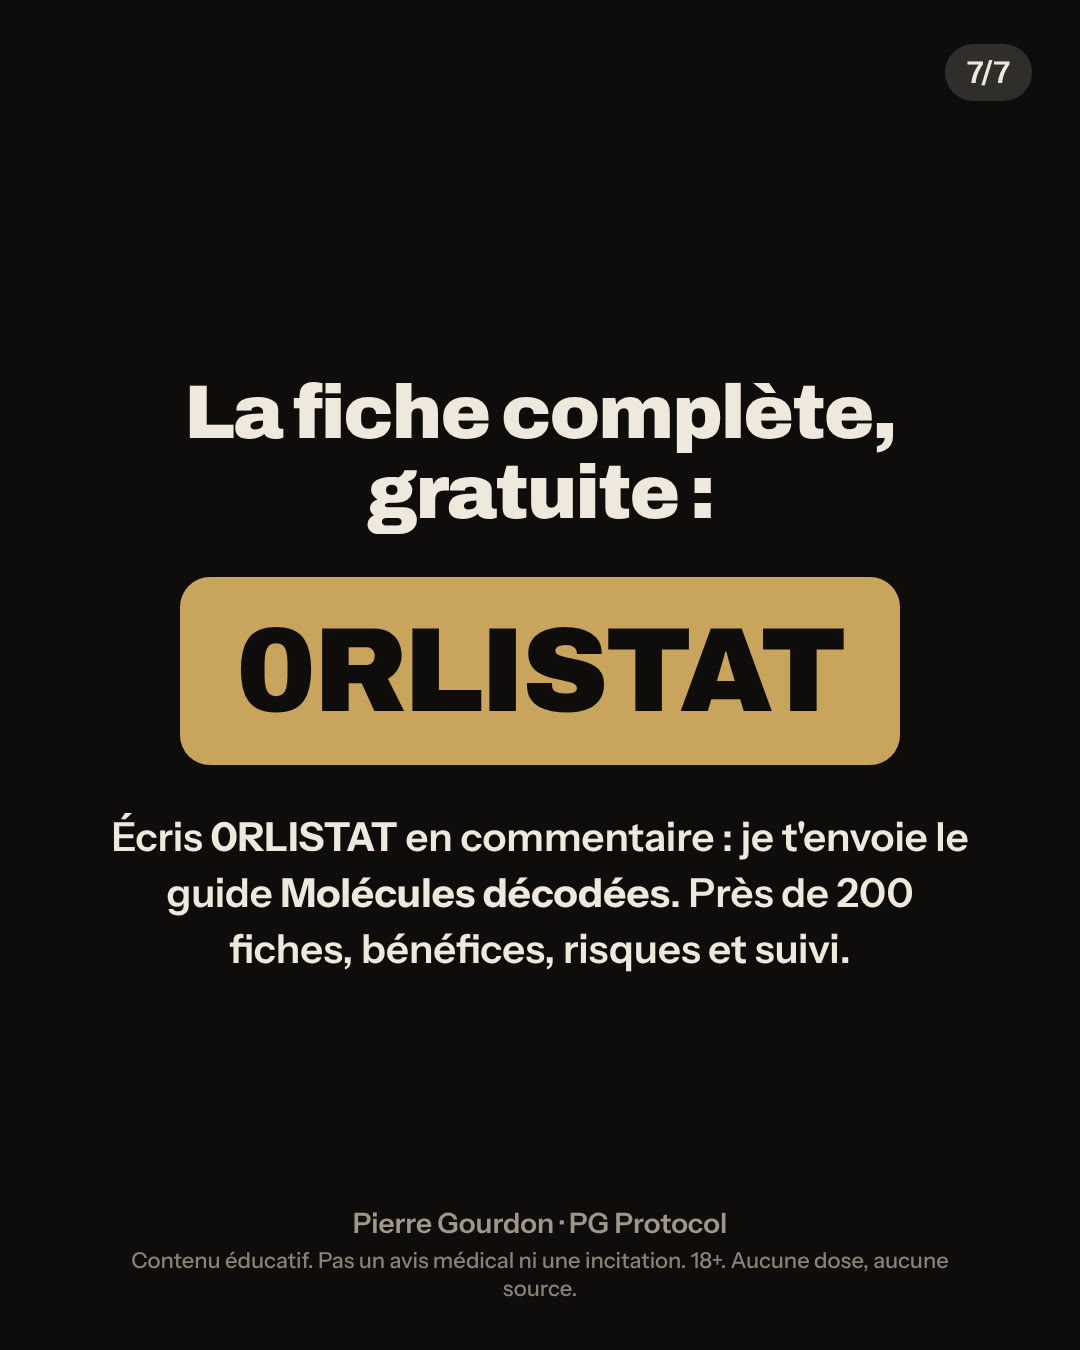 7/7
La fiche complète,
gratuite :
0RLISTAT
Écris 0RLISTAT en commentaire : je t'envoie le
guide Molécules décodées. Près de 200
fiches, bénéfices, risques et suivi.
Pierre Gourdon · PG Protocol
Contenu éducatif. Pas un avis médical ni une incitation. 18+. Aucune dose, aucune
source.